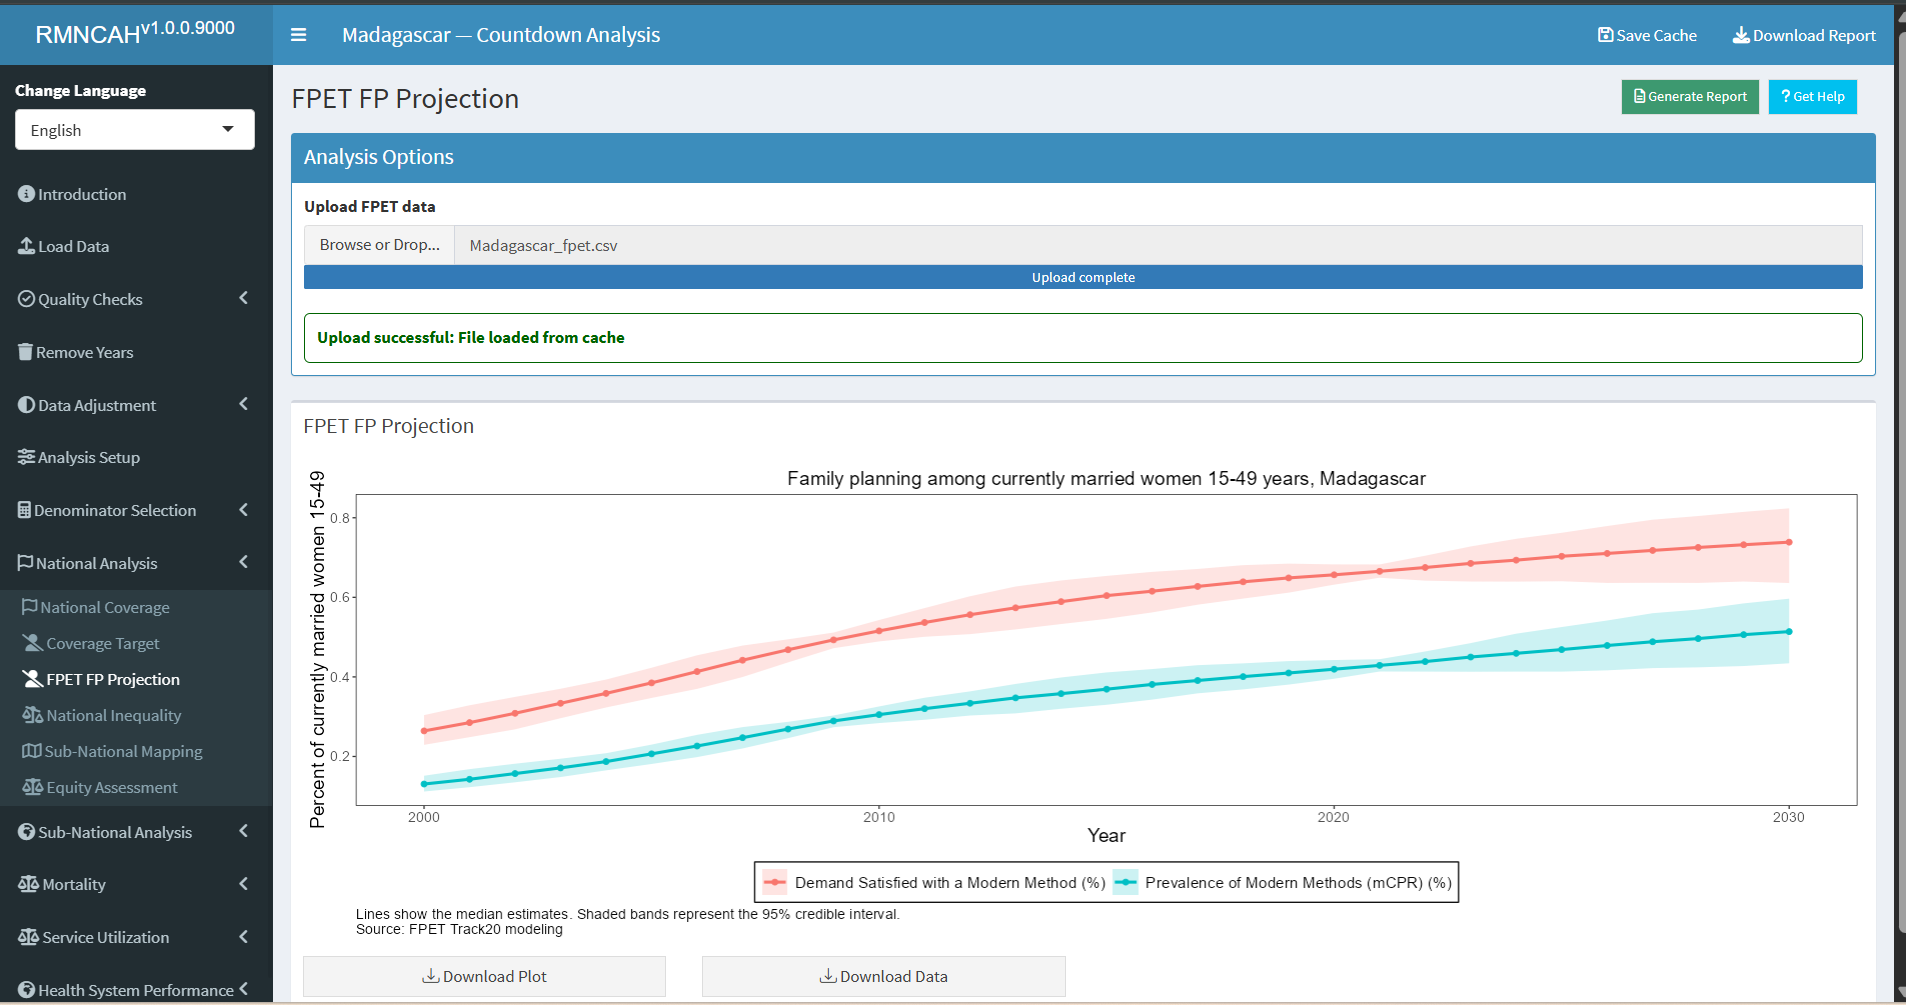 RMNCAHv1.0.0.9000
Madagascar — Countdown Analysis
Save Cache
Download Report
Change Language
English
Introduction
Load Data
Quality Checks
Remove Years
Data Adjustment
Analysis Setup
Denominator Selection
National Analysis
National Coverage
Coverage Target
FPET FP Projection
National Inequality
Sub-National Mapping
Equity Assessment
Sub-National Analysis
Mortality
Service Utilization
Health System Performance
FPET FP Projection
Generate Report
? Get Help
Analysis Options
Upload FPET data
Browse or Drop...
Madagascar_fpet.csv
Upload complete
Upload successful: File loaded from cache
FPET FP Projection
Family planning among currently married women 15-49 years, Madagascar
Percent of currently married women 15-49
0.8
0.6
0.4
0.2
2000
2010
2020
2030
Year
Demand Satisfied with a Modern Method (%)
Prevalence of Modern Methods (mCPR) (%)
Lines show the median estimates. Shaded bands represent the 95% credible interval.
Source: FPET Track20 modeling
Download Plot
Download Data